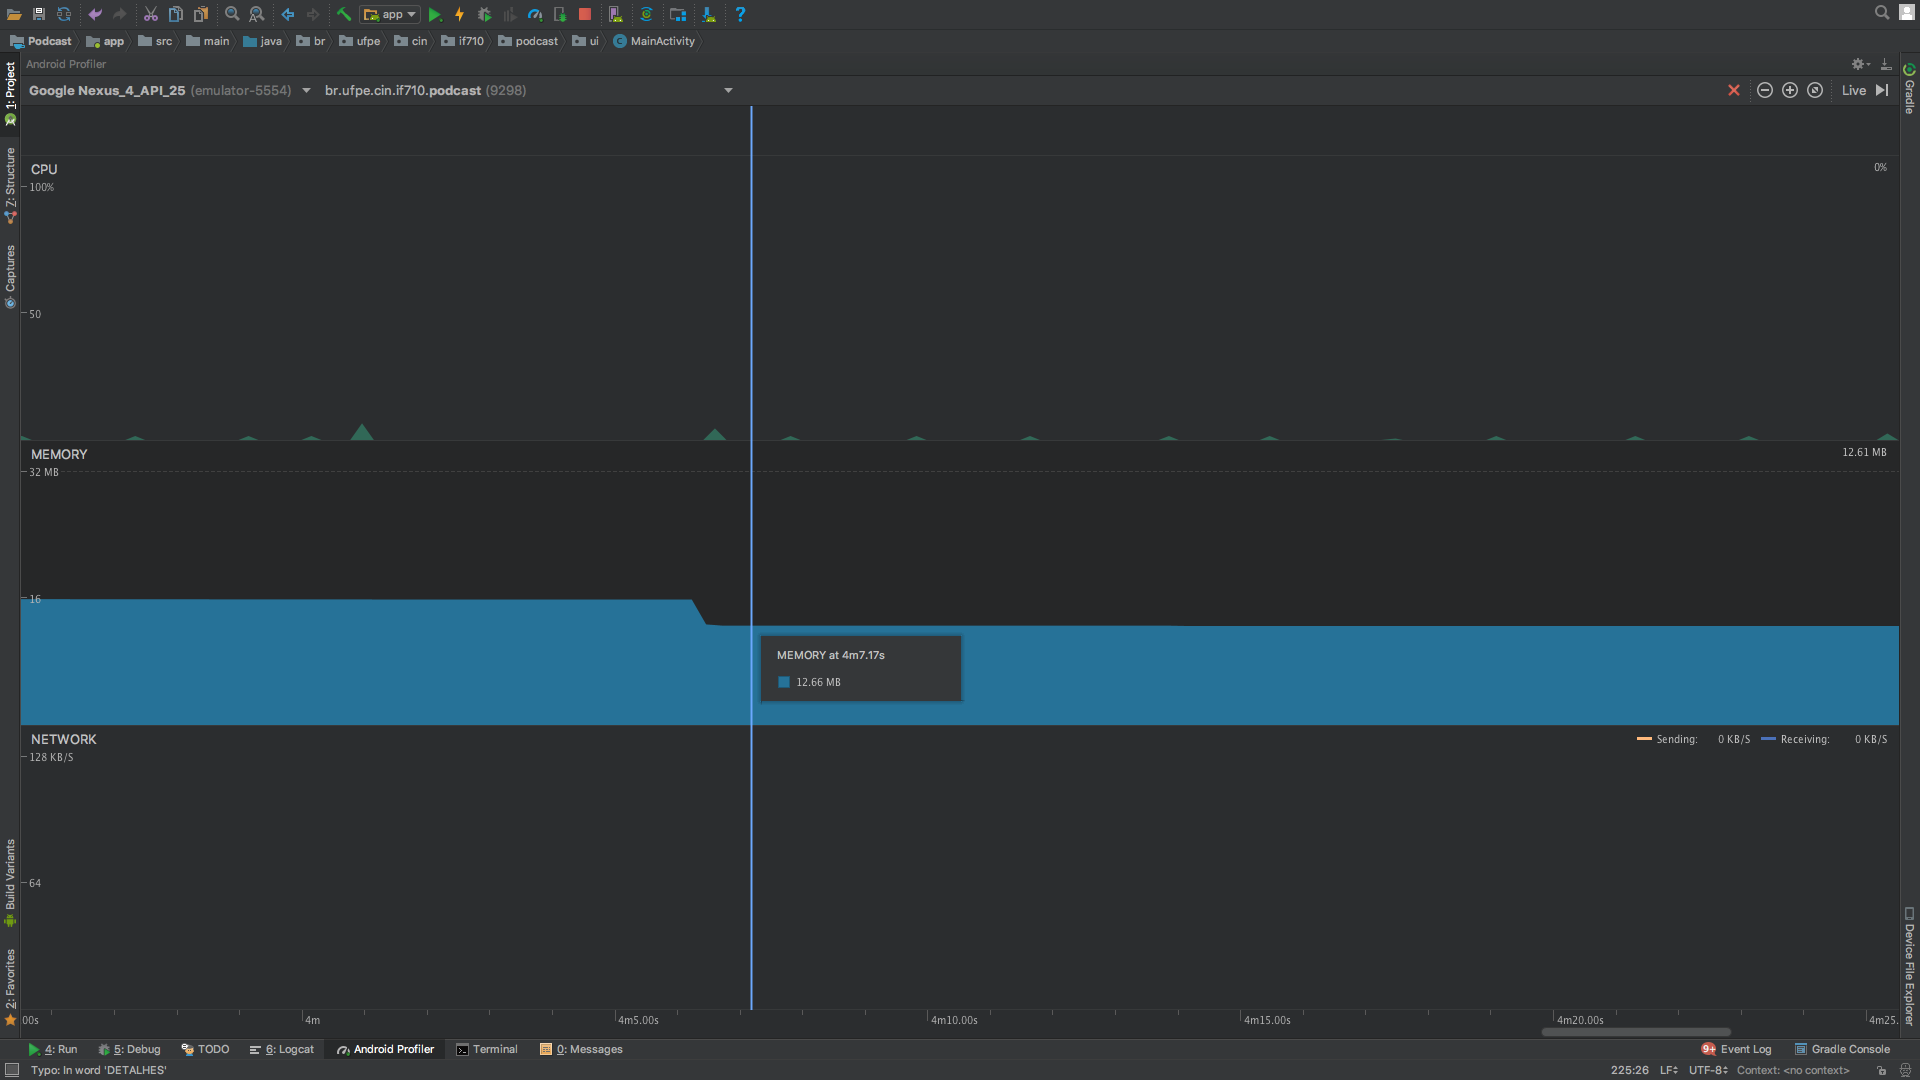 app
Podcast app src main java br ufpe cin if710 podcast ui MainActivity
Android Profiler
Google Nexus_4_API_25 (emulator-5554) br.ufpe.cin.if710.podcast (9298) Live
1: Project
Z: Structure
Captures
Build Variants
2: Favorites
Gradle
Device File Explorer
CPU 0%
100%
50
MEMORY 12.61 MB
32 MB
16
MEMORY at 4m7.17s
12.66 MB
NETWORK Sending: 0 KB/S Receiving: 0 KB/S
128 KB/S
64
00s 4m 4m5.00s 4m10.00s 4m15.00s 4m20.00s 4m25.
4: Run 5: Debug TODO 6: Logcat Android Profiler Terminal 0: Messages 9+ Event Log Gradle Console
Typo: In word 'DETALHES' 225:26 LF UTF-8 Context: <no context>